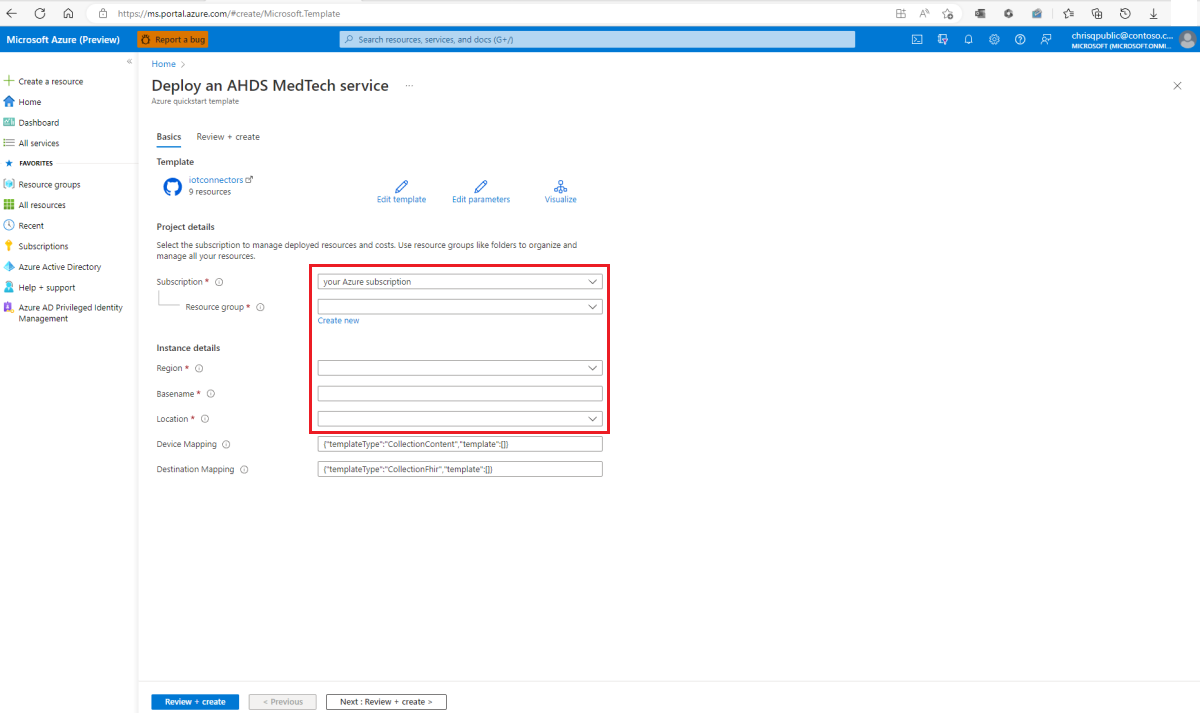 https://ms.portal.azure.com/#create/Microsoft.Template
Microsoft Azure (Preview)
Report a bug
Search resources, services, and docs (G+/)
chrisqpublic@contoso.c...
MICROSOFT (MICROSOFT.ONMI...
«
Create a resource
Home
Dashboard
All services
FAVORITES
Resource groups
All resources
Recent
Subscriptions
Azure Active Directory
Help + support
Azure AD Privileged Identity
Management
Home >
Deploy an AHDS MedTech service ...
Azure quickstart template
Basics Review + create
Template
iotconnectors
9 resources
Edit template Edit parameters Visualize
Project details
Select the subscription to manage deployed resources and costs. Use resource groups like folders to organize and
manage all your resources.
Subscription * your Azure subscription
Resource group *
Create new
Instance details
Region *
Basename *
Location *
Device Mapping {"templateType":"CollectionContent","template":[]}
Destination Mapping {"templateType":"CollectionFhir","template":[]}
Review + create < Previous Next : Review + create >